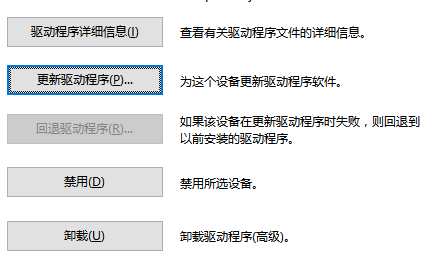 驱动程序详细信息(I)
查看有关驱动程序文件的详细信息。
更新驱动程序(P)...
为这个设备更新驱动程序软件。
回退驱动程序(R)...
如果该设备在更新驱动程序时失败，则回退到
以前安装的驱动程序。
禁用(D)
禁用所选设备。
卸载(U)
卸载驱动程序(高级)。